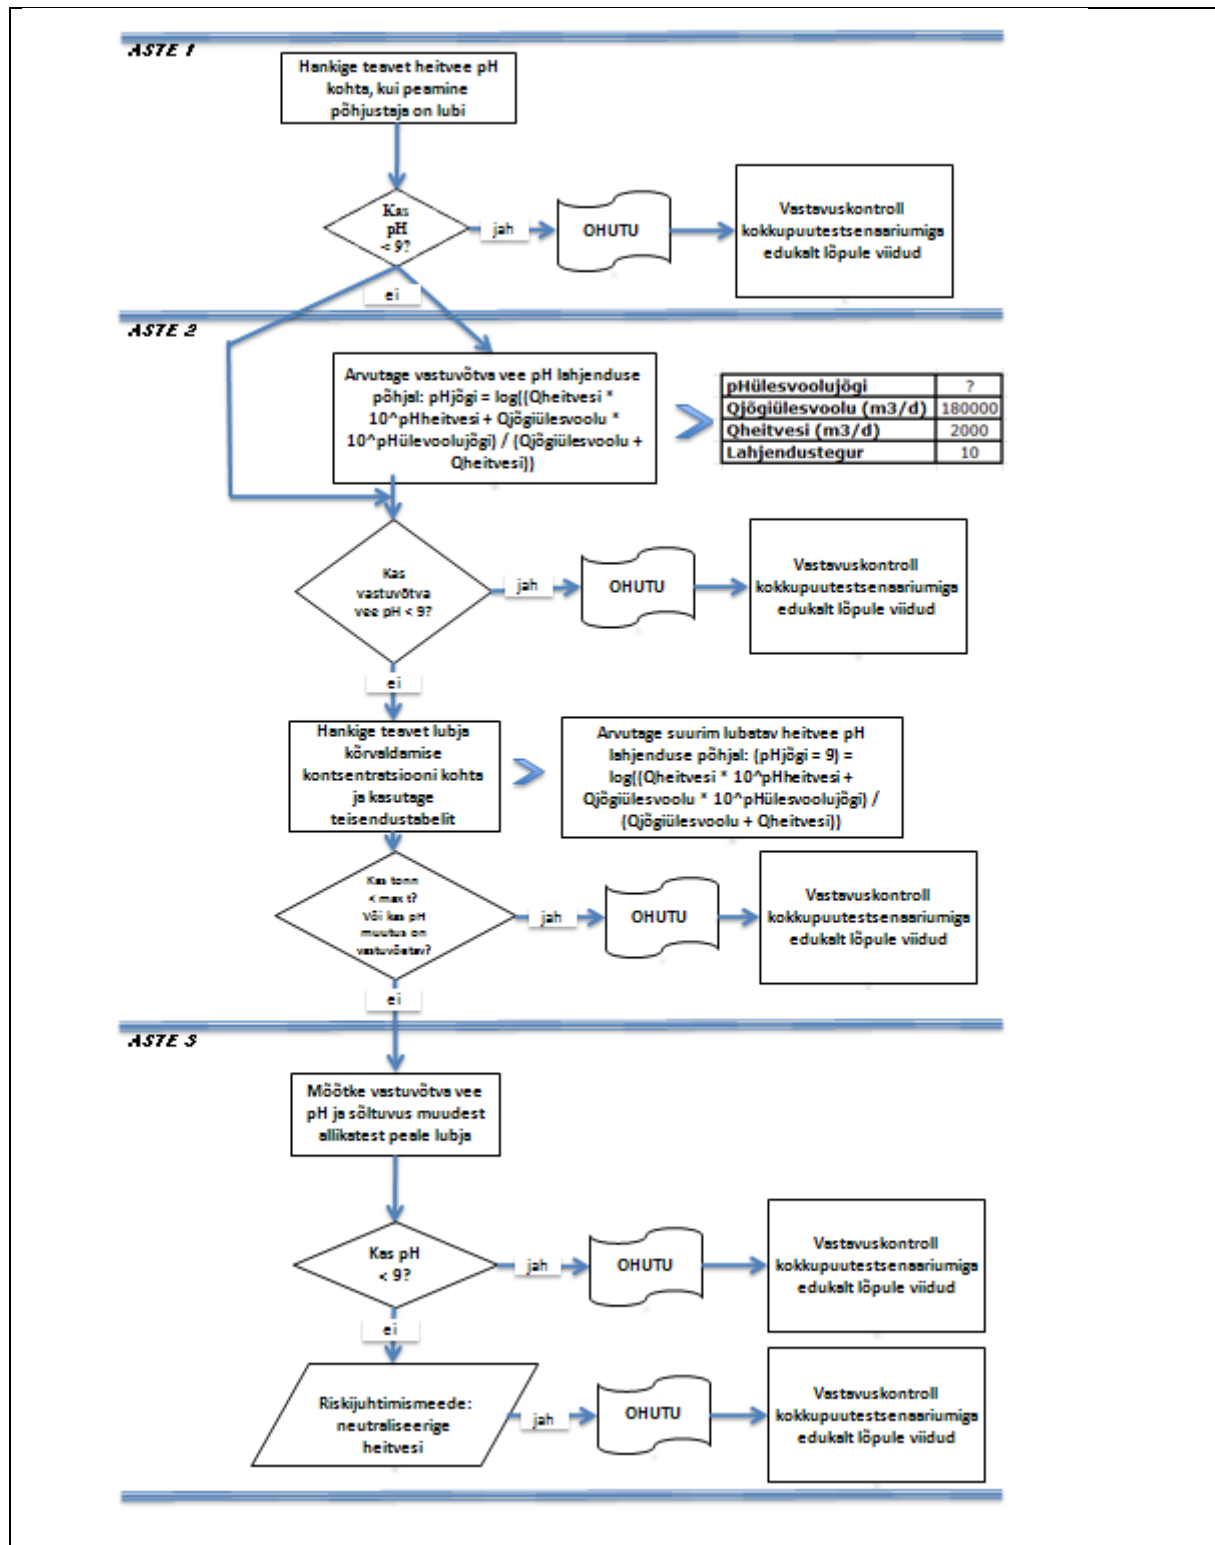 ASTE 1
Hankige teavet heitvee pH
kohta, kui peamine
põhjustaja on lubi
Kas
pH
< 9?
jah
OHUTU
Vastavuskontroll
kokkupuutestsenaariumiga
edukalt lõpule viidud
ei
ASTE 2
Arvutage vastuvõtva vee pH lahjenduse
põhjal: pHjõgi = log((Qheitvesi *
10^pHheitvesi + Qjõgiülesvoolu *
10^pHülevoolujõgi) / (Qjõgiülesvoolu +
Qheitvesi))
pHülesvoolujõgi ?
Qjõgiülesvoolu (m3/d) 180000
Qheitvesi (m3/d) 2000
Lahjendustegur 10
Kas
vastuvõtva
vee pH < 9?
jah
OHUTU
Vastavuskontroll
kokkupuutestsenaariumiga
edukalt lõpule viidud
ei
Hankige teavet lubja
kõrvaldamise
kontsentratsiooni kohta
ja kasutage
teisendustabelit
Arvutage suurim lubatav heitvee pH
lahjenduse põhjal: (pHjõgi = 9) =
log((Qheitvesi * 10^pHheitvesi +
Qjõgiülesvoolu * 10^pHülesvoolujõgi) /
(Qjõgiülesvoolu + Qheitvesi))
Kas tonn
< max t?
Või kas pH
muutus on
vastuvõetav?
jah
OHUTU
Vastavuskontroll
kokkupuutestsenaariumiga
edukalt lõpule viidud
ei
ASTE 3
Mõõtke vastuvõtva vee
pH ja sõltuvus muudest
allikatest peale lubja
Kas pH
< 9?
jah
OHUTU
Vastavuskontroll
kokkupuutestsenaariumiga
edukalt lõpule viidud
ei
Riskijuhtimismeede:
neutraliseerige
heitvesi
jah
OHUTU
Vastavuskontroll
kokkupuutestsenaariumiga
edukalt lõpule viidud